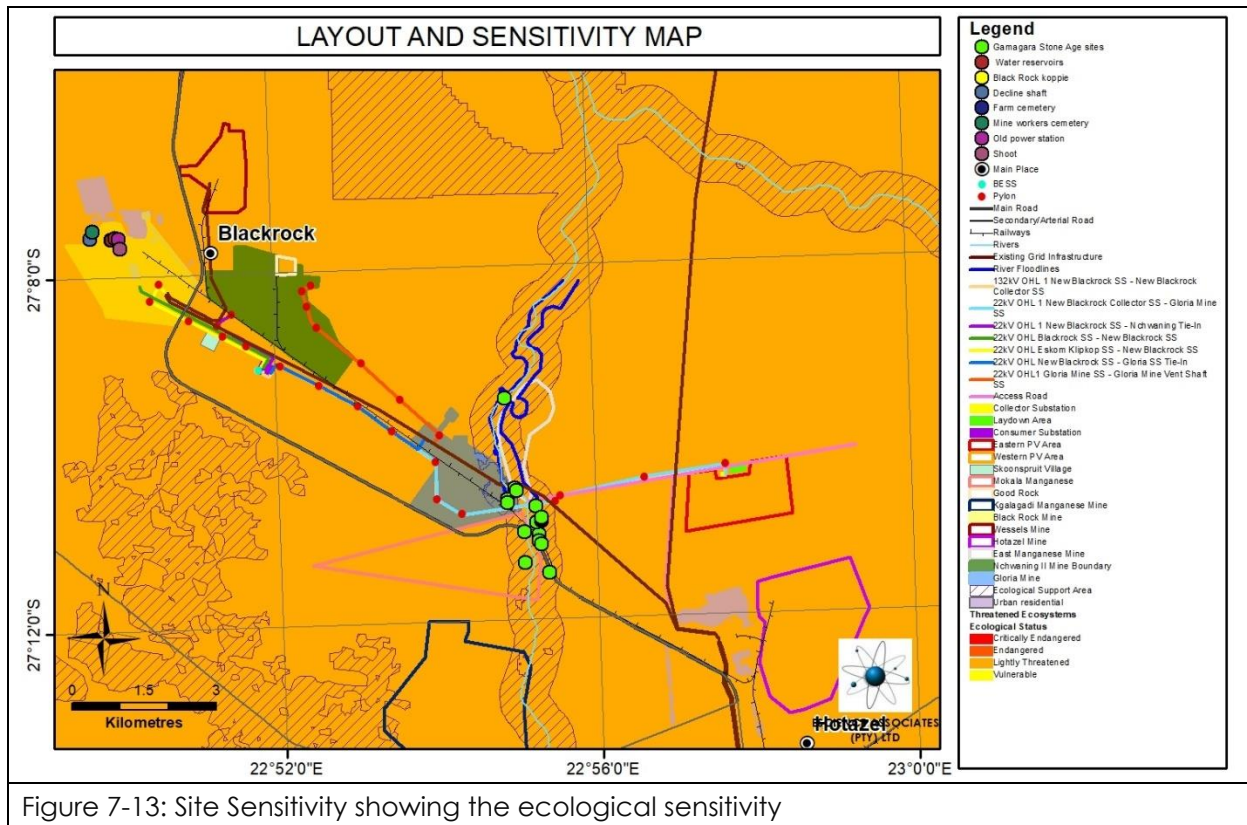 LAYOUT AND SENSITIVITY MAP
Blackrock
Hotazel
ASSOCIATES
(PTY) LTD
27°8'0"S
27°12'0"S
N
0 1.5 3
Kilometres
22°52'0"E
22°56'0"E
23°0'0"E
Legend
Gamagara Stone Age sites
Water reservoirs
Black Rock koppie
Decline shaft
Farm cemetery
Mine workers cemetery
Old power station
Shoot
Main Place
BESS
Pylon
Main Road
Secondary/Arterial Road
Railways
Rivers
Existing Grid Infrastructure
River Floodlines
132kV OHL 1 New Blackrock SS - New Blackrock
Collector SS
22kV OHL 1 New Blackrock Collector SS - Gloria Mine
SS
22kV OHL 1 New Blackrock SS - Nchwaning Tie-In
22kV OHL Blackrock SS - New Blackrock SS
22kV OHL Eskom Klipkop SS - New Blackrock SS
22kV OHL New Blackrock SS - Gloria SS Tie-In
22kV OHL1 Gloria Mine SS - Gloria Mine Vent Shaft
SS
Access Road
Collector Substation
Laydown Area
Consumer Substation
Eastern PV Area
Western PV Area
Skoonspruit Village
Mokala Manganese
Good Rock
Kgalagadi Manganese Mine
Black Rock Mine
Wessels Mine
Hotazel Mine
East Manganese Mine
Nchwaning II Mine Boundary
Gloria Mine
Ecological Support Area
Urban residential
Threatened Ecosystems
Ecological Status
Critically Endangered
Endangered
Lightly Threatened
Vulnerable
Figure 7-13: Site Sensitivity showing the ecological sensitivity